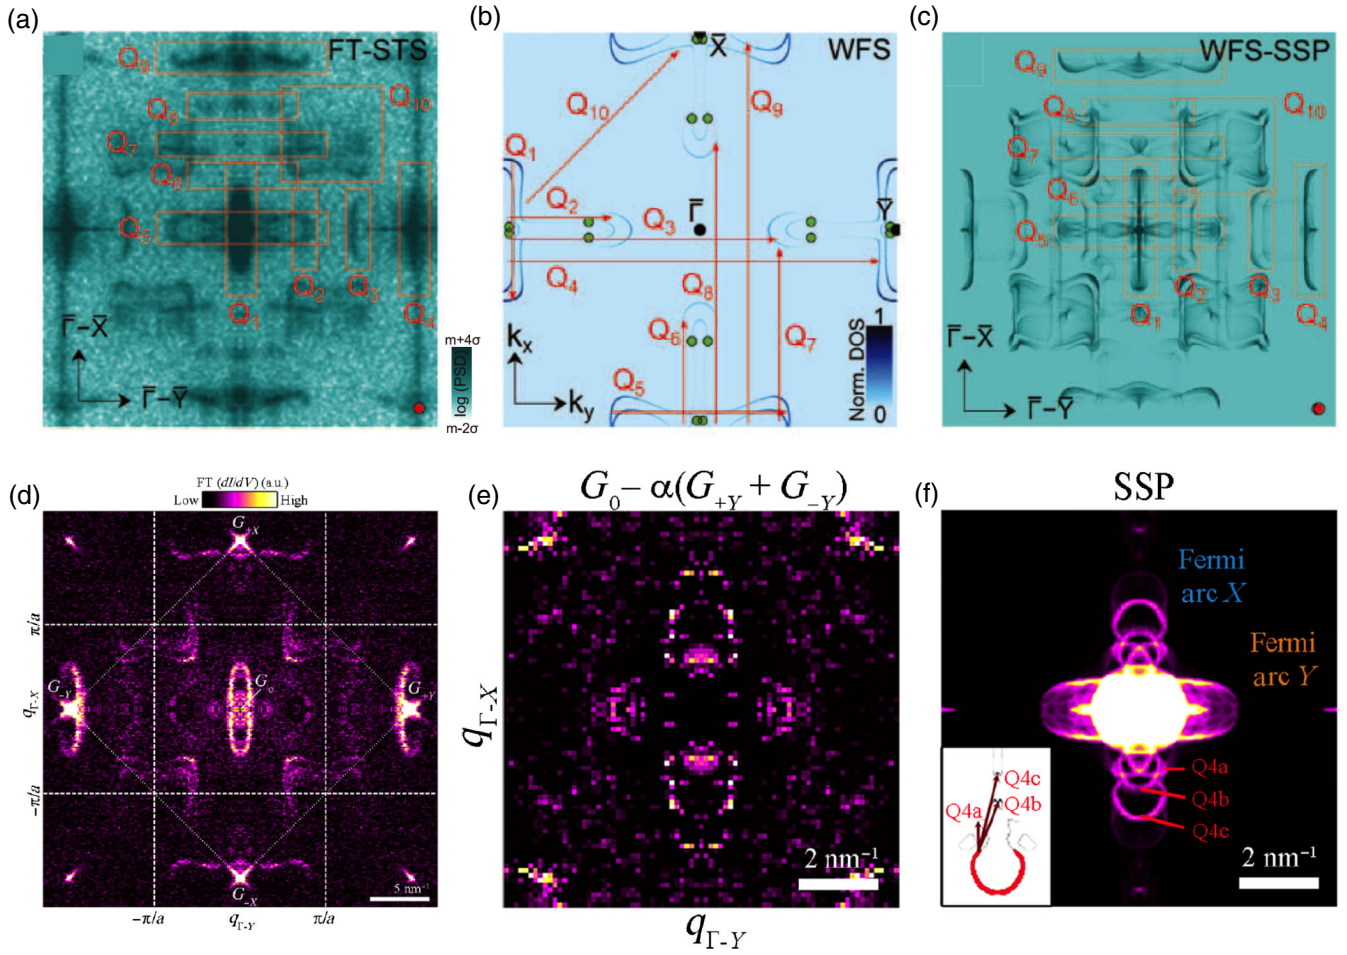 (a)
FT-STS
Q9
Q8
Q10
Q7
Q6
Q5
Q2
Q3
Q1
Q4
Γ̄-X̄
Γ̄-Ȳ
m+4σ
log (PSD)
m-2σ
(b)
X̄
WFS
Q10
Q9
Q1
Q2
Γ̄
Ȳ
Q3
Q4
Q8
Q6
Q7
kx
Q5
ky
Norm. DOS
1
0
(c)
WFS-SSP
Q9
Q8
Q10
Q7
Q6
Q5
Q2
Q3
Q1
Q4
Γ̄-X̄
Γ̄-Ȳ
(d)
FT (dI/dV) (a.u.)
Low
High
G+X
π/a
G-Y
Go
G+Y
qΓ-X
-π/a
G-X
5 nm⁻¹
-π/a
qΓ-Y
π/a
(e)
G0 – α(G+Y + G-Y)
qΓ-X
2 nm⁻¹
qΓ-Y
(f)
SSP
Fermi
arc X
Fermi
arc Y
Q4c
Q4a
Q4b
Q4a
Q4b
Q4c
2 nm⁻¹